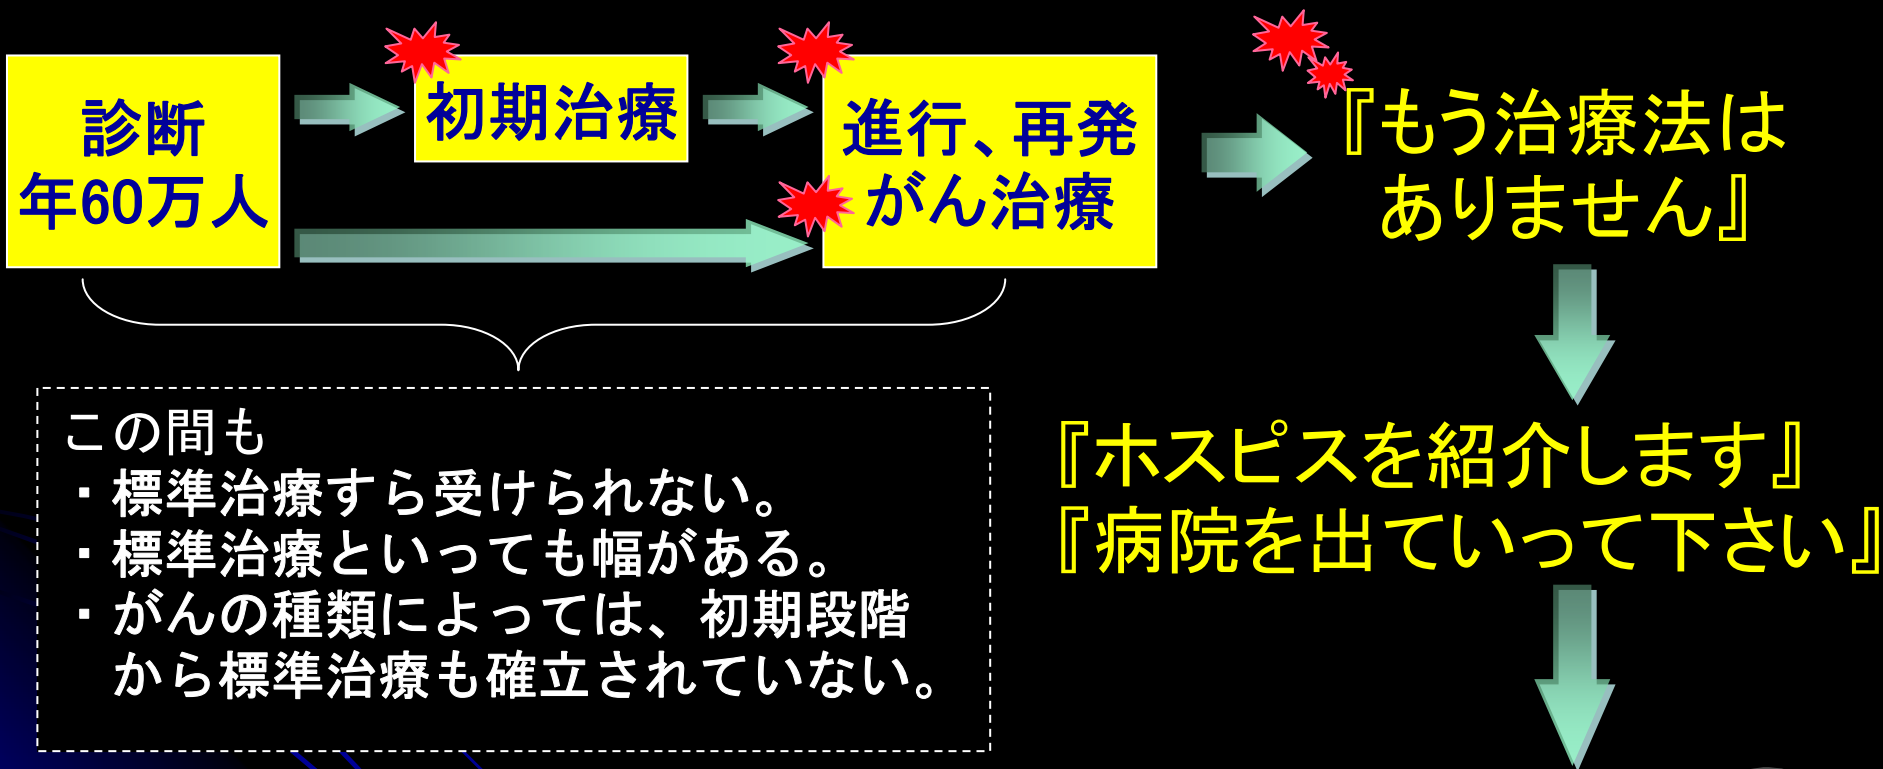 診断
年60万人
初期治療
進行、再発
がん治療
『もう治療法は
ありません』
この間も
・標準治療すら受けられない。
・標準治療といっても幅がある。
・がんの種類によっては、初期段階
から標準治療も確立されていない。
『ホスピスを紹介します』
『病院を出ていって下さい』